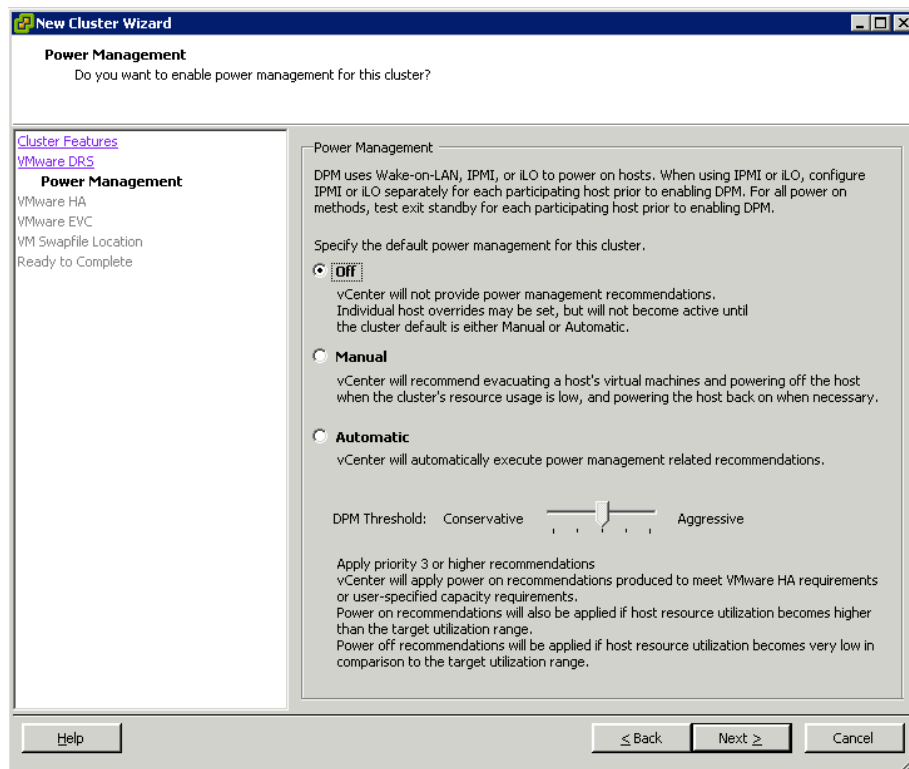 New Cluster Wizard
Power Management
Do you want to enable power management for this cluster?
Cluster Features
VMware DRS
Power Management
VMware HA
VMware EVC
VM Swapfile Location
Ready to Complete
Power Management
DPM uses Wake-on-LAN, IPMI, or iLO to power on hosts. When using IPMI or iLO, configure
IPMI or iLO separately for each participating host prior to enabling DPM. For all power on
methods, test exit standby for each participating host prior to enabling DPM.
Specify the default power management for this cluster.
Off
vCenter will not provide power management recommendations.
Individual host overrides may be set, but will not become active until
the cluster default is either Manual or Automatic.
Manual
vCenter will recommend evacuating a host's virtual machines and powering off the host
when the cluster's resource usage is low, and powering the host back on when necessary.
Automatic
vCenter will automatically execute power management related recommendations.
DPM Threshold: Conservative Aggressive
Apply priority 3 or higher recommendations
vCenter will apply power on recommendations produced to meet VMware HA requirements
or user-specified capacity requirements.
Power on recommendations will also be applied if host resource utilization becomes higher
than the target utilization range.
Power off recommendations will be applied if host resource utilization becomes very low in
comparison to the target utilization range.
Help < Back Next > Cancel